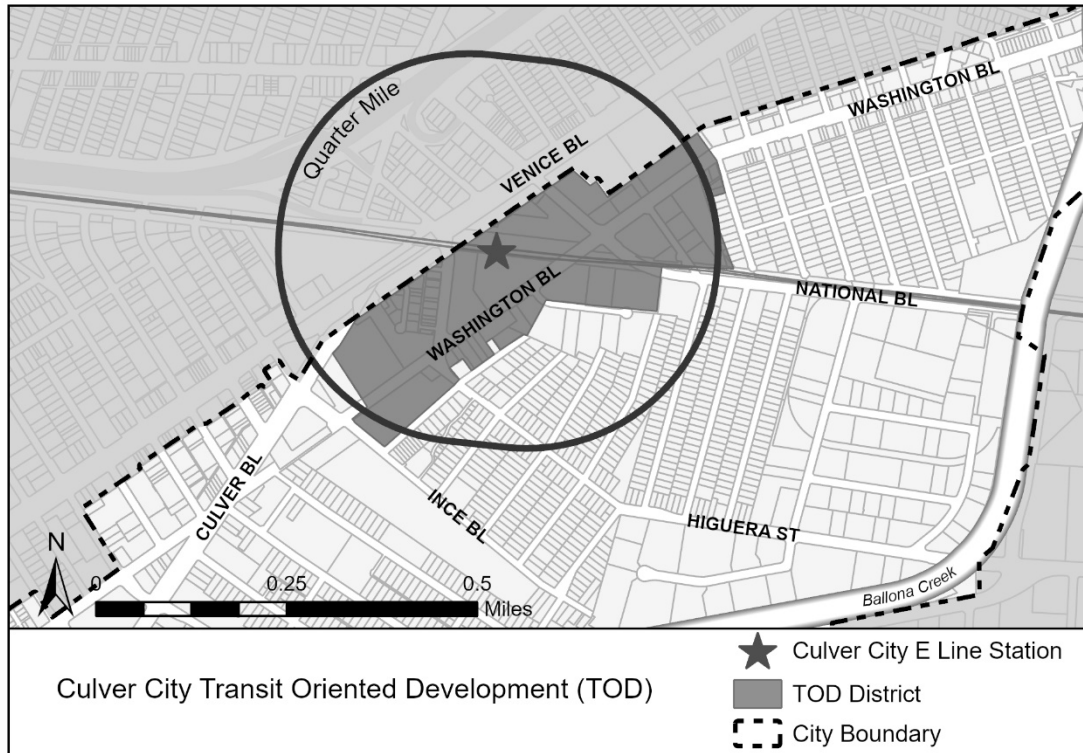 WASHINGTON BL
Quarter Mile
VENICE BL
WASHINGTON BL
NATIONAL BL
CULVER BL
INCE BL
HIGUERA ST
Ballona Creek
N
0 0.25 0.5
Miles
Culver City Transit Oriented Development (TOD)
Culver City E Line Station
TOD District
City Boundary